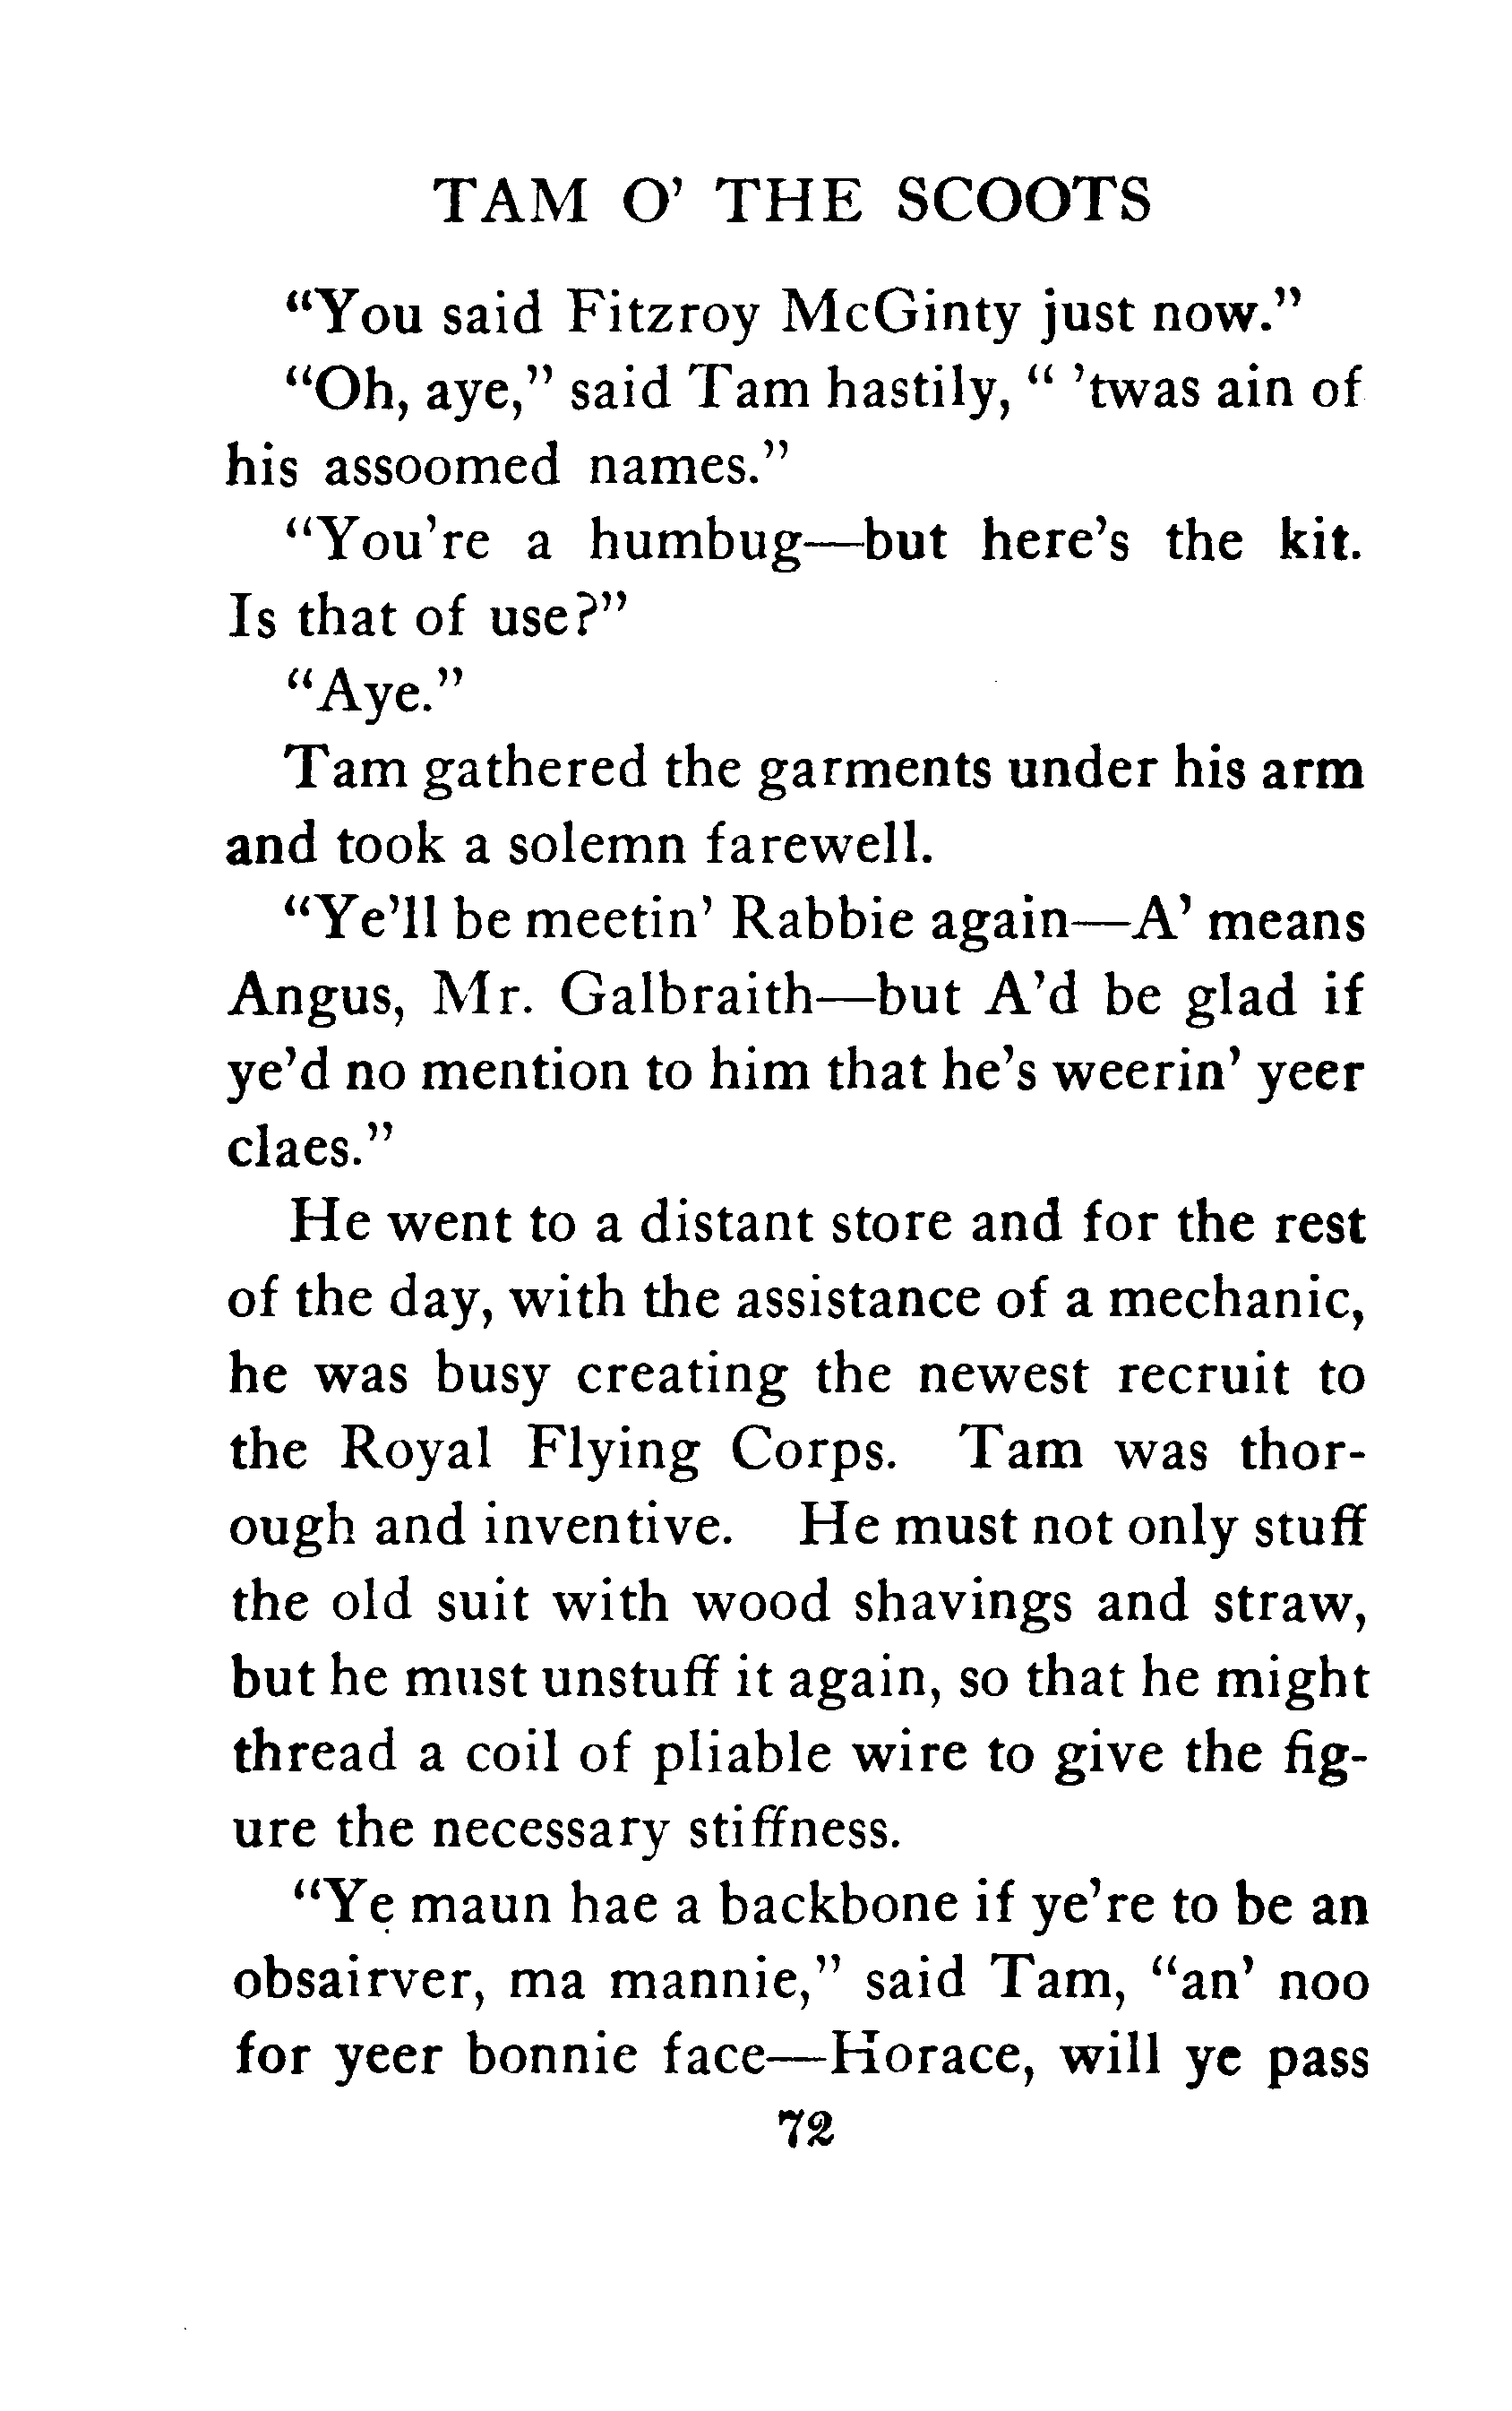 TAM O' THE SCOOTS
"You said Fitzroy McGinty just now."
"Oh, aye," said Tam hastily, " 'twas ain of
his assoomed names."
"You're a humbug—but here's the kit.
Is that of use?"
"Aye."
Tam gathered the garments under his arm
and took a solemn farewell.
"Ye'll be meetin' Rabbie again—A' means
Angus, Mr. Galbraith—but A'd be glad if
ye'd no mention to him that he's weerin' yeer
claes."
He went to a distant store and for the rest
of the day, with the assistance of a mechanic,
he was busy creating the newest recruit to
the Royal Flying Corps. Tam was thor-
ough and inventive. He must not only stuff
the old suit with wood shavings and straw,
but he must unstuff it again, so that he might
thread a coil of pliable wire to give the fig-
ure the necessary stiffness.
"Ye maun hae a backbone if ye're to be an
obsairver, ma mannie," said Tam, "an' noo
for yeer bonnie face—Horace, will ye pass
72